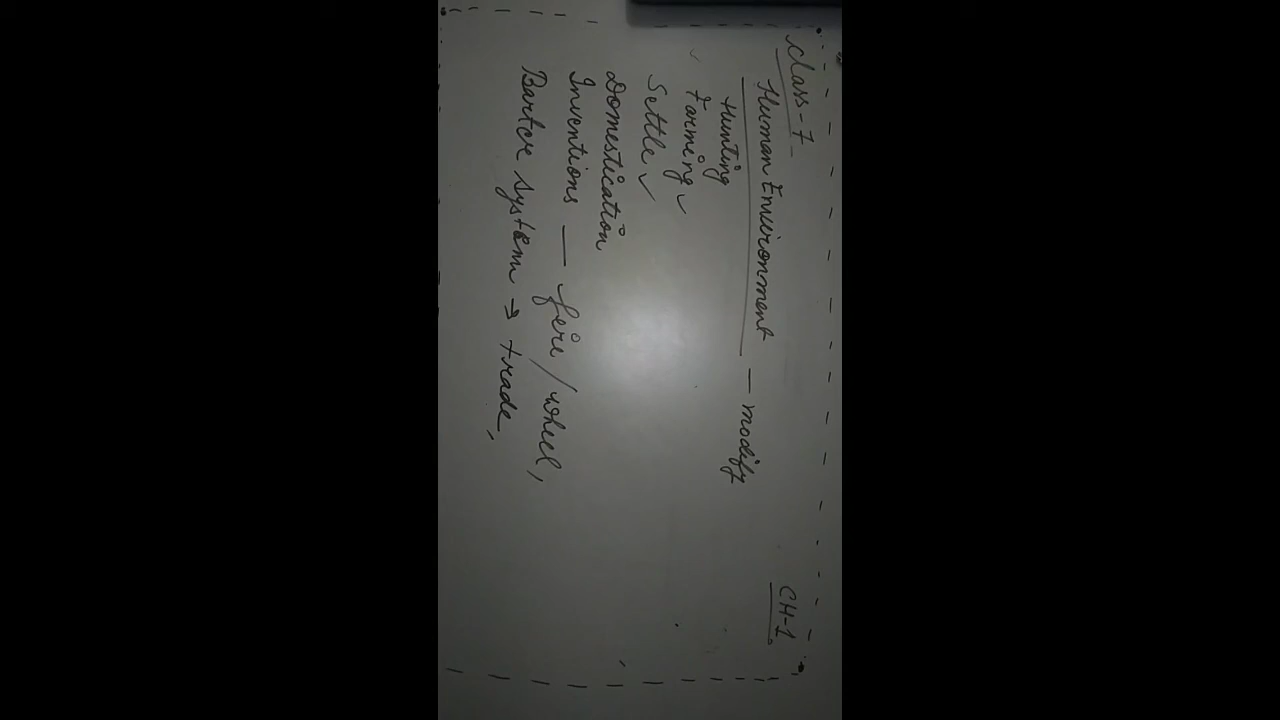 Class-7
CH-1
Human Environment — modify
Hunting
Farming ✓
Settle ✓
Domestication
Inventions — fire / wheel,
Barter system → trade,